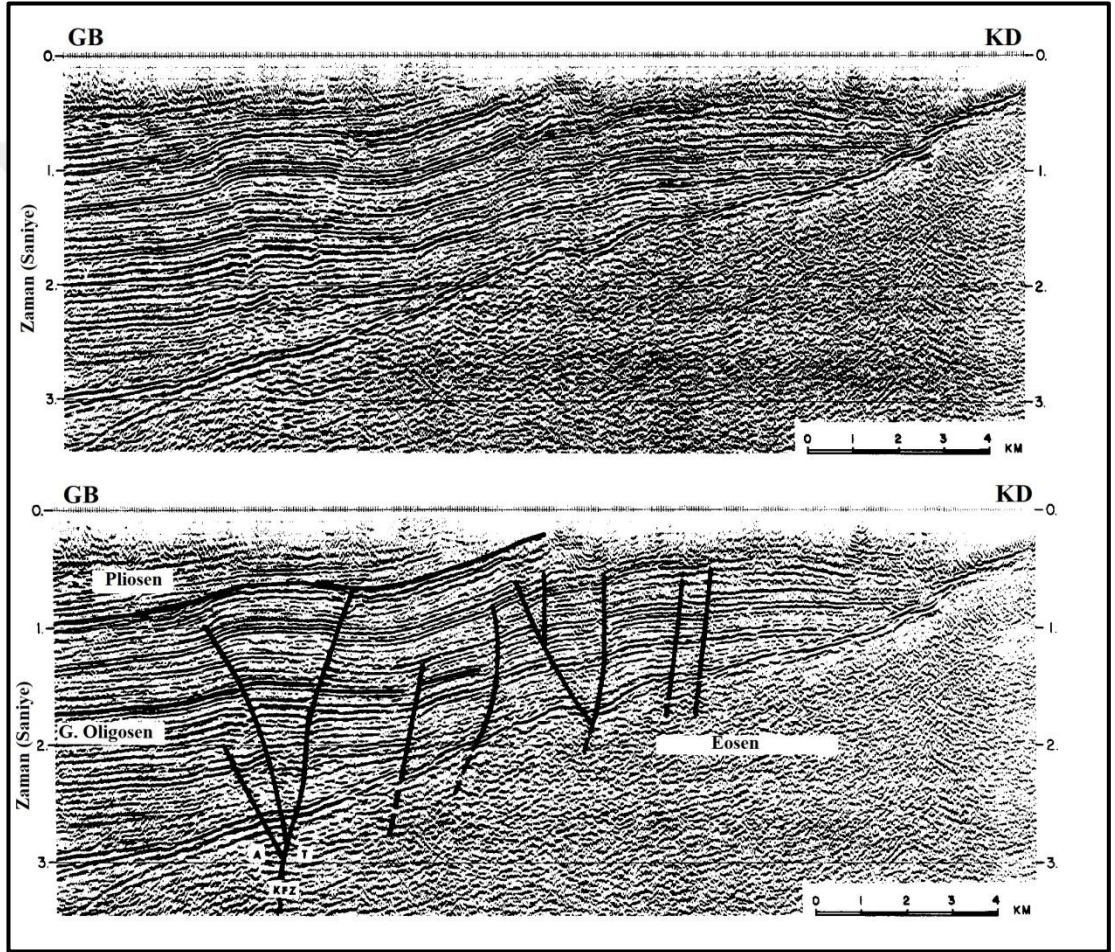 GB KD
0. 0.
1. 1.
2. 2.
3. 3.
Zaman (Saniye)
0 1 2 3 4 KM
GB KD
0. 0.
Pliosen
1. 1.
G. Oligosen
2. 2.
Eosen
3. 3.
A T
KFZ
Zaman (Saniye)
0 1 2 3 4 KM